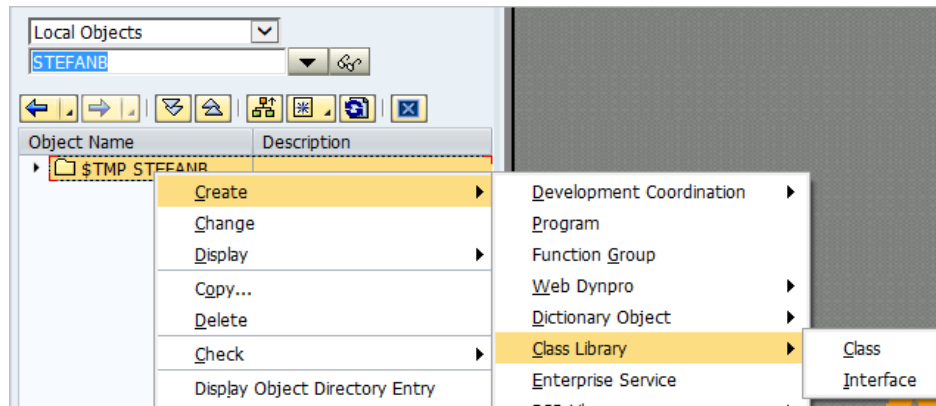 Local Objects
STEFANB
Object Name Description
$TMP STEFANB
Create Development Coordination
Change Program
Display Function Group
Copy... Web Dynpro
Delete Dictionary Object
Check Class Library Class
Display Object Directory Entry Enterprise Service Interface